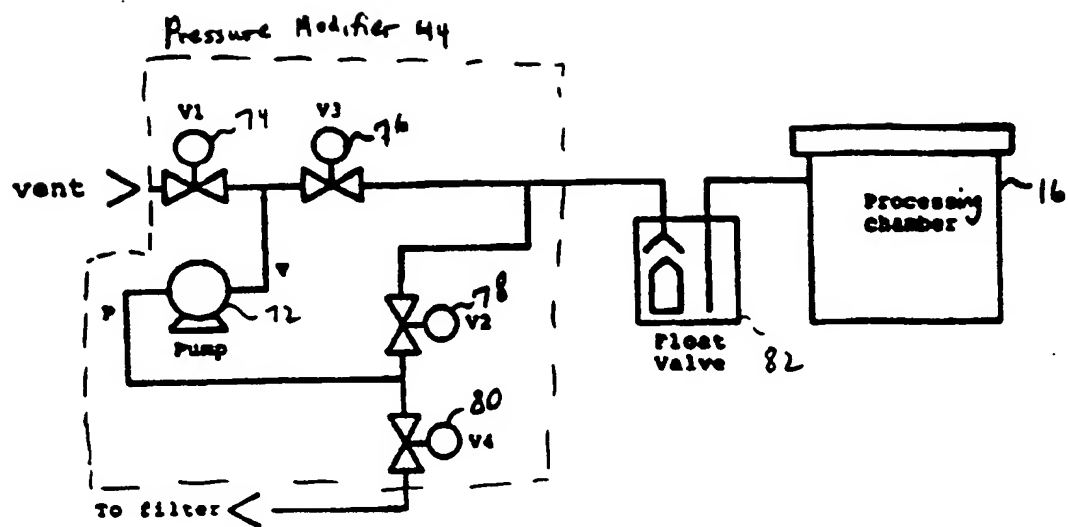 Pressure Modifier 44
V1
74
V3
76
vent
Processing
chamber
16
V
P
72
Pump
78
V2
Float
Valve
82
80
V4
To filter